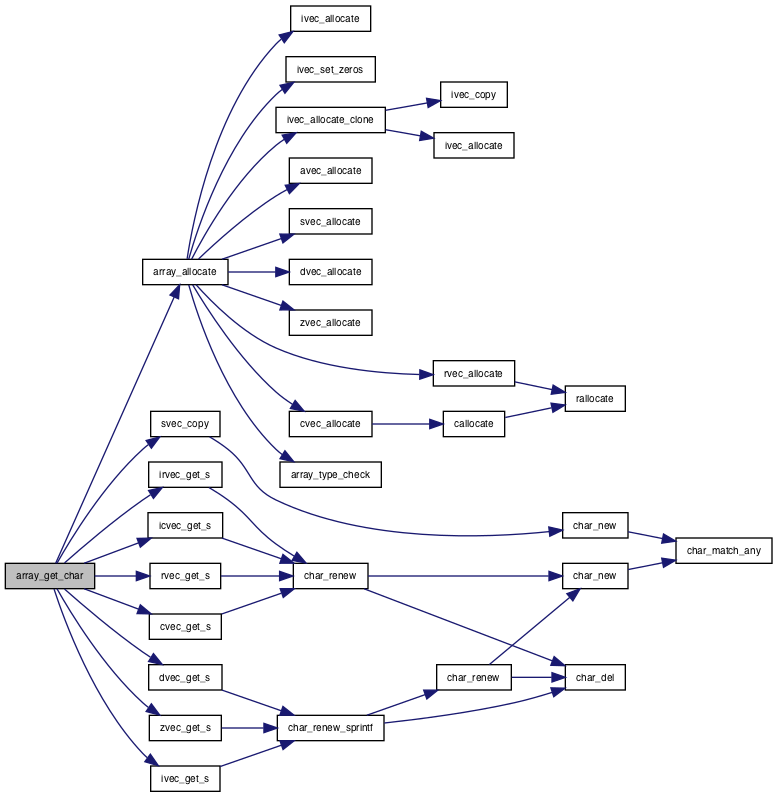 ivec_allocate
ivec_set_zeros
ivec_copy
ivec_allocate_clone
ivec_allocate
avec_allocate
svec_allocate
array_allocate
dvec_allocate
zvec_allocate
rvec_allocate
rallocate
svec_copy
cvec_allocate
callocate
irvec_get_s
array_type_check
icvec_get_s
char_new
char_match_any
array_get_char
rvec_get_s
char_renew
char_new
cvec_get_s
dvec_get_s
char_renew
char_del
zvec_get_s
char_renew_sprintf
ivec_get_s